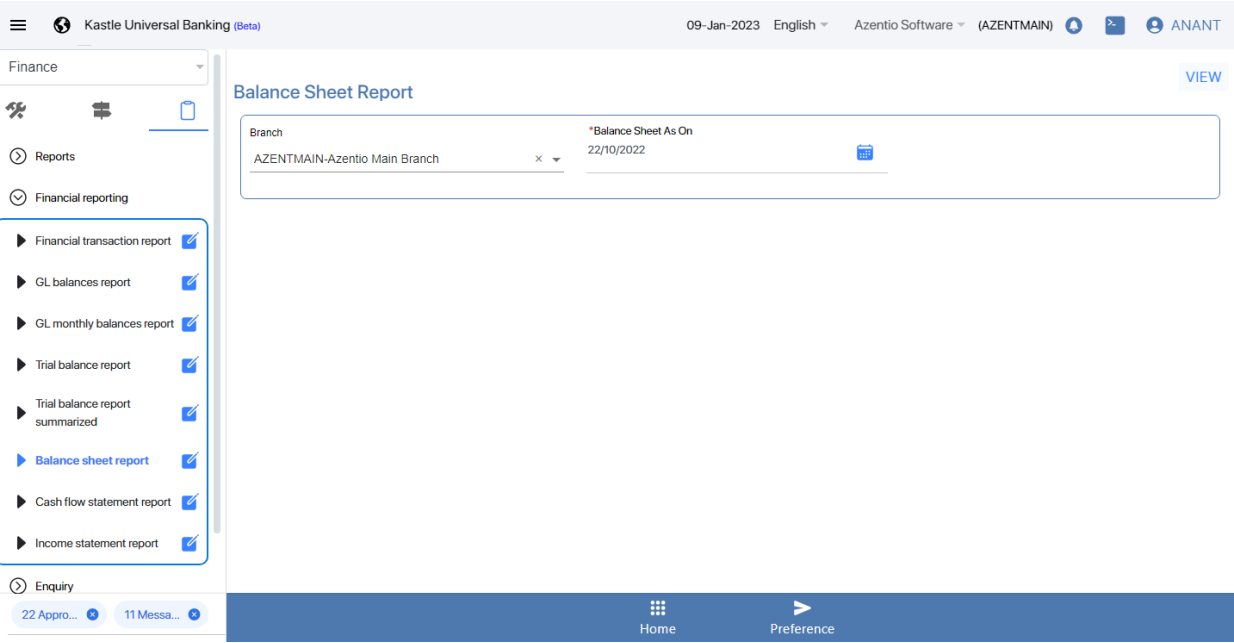 Kastle Universal Banking (Beta)
09-Jan-2023 English Azentio Software (AZENTMAIN) ANANT
Finance
Reports
Financial reporting
Financial transaction report
GL balances report
GL monthly balances report
Trial balance report
Trial balance report
summarized
Balance sheet report
Cash flow statement report
Income statement report
Enquiry
22 Appro...
11 Messa...
VIEW
Balance Sheet Report
Branch
AZENTMAIN-Azentio Main Branch
*Balance Sheet As On
22/10/2022
Home
Preference